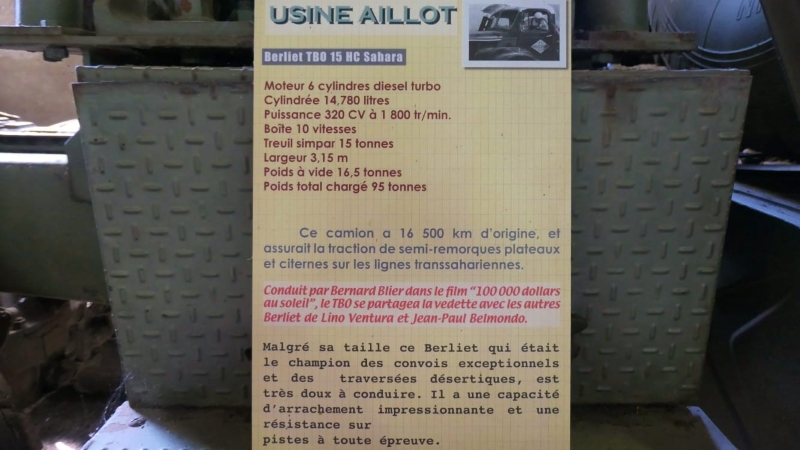 USINE AILLOT
Berliet TBO 15 HC Sahara
Moteur 6 cylindres diesel turbo
Cylindrée 14,780 litres
Puissance 320 CV à 1 800 tr/min.
Boîte 10 vitesses
Treuil simpar 15 tonnes
Largeur 3,15 m
Poids à vide 16,5 tonnes
Poids total chargé 95 tonnes
Ce camion a 16 500 km d'origine, et
assurait la traction de semi-remorques plateaux
et citernes sur les lignes transsahariennes.
Conduit par Bernard Blier dans le film "100 000 dollars
au soleil", le TBO se partagea la vedette avec les autres
Berliet de Lino Ventura et Jean-Paul Belmondo.
Malgré sa taille ce Berliet qui était
le champion des convois exceptionnels
et des traversées désertiques, est
très doux à conduire. Il a une capacité
d'arrachement impressionnante et une
résistance sur
pistes à toute épreuve.